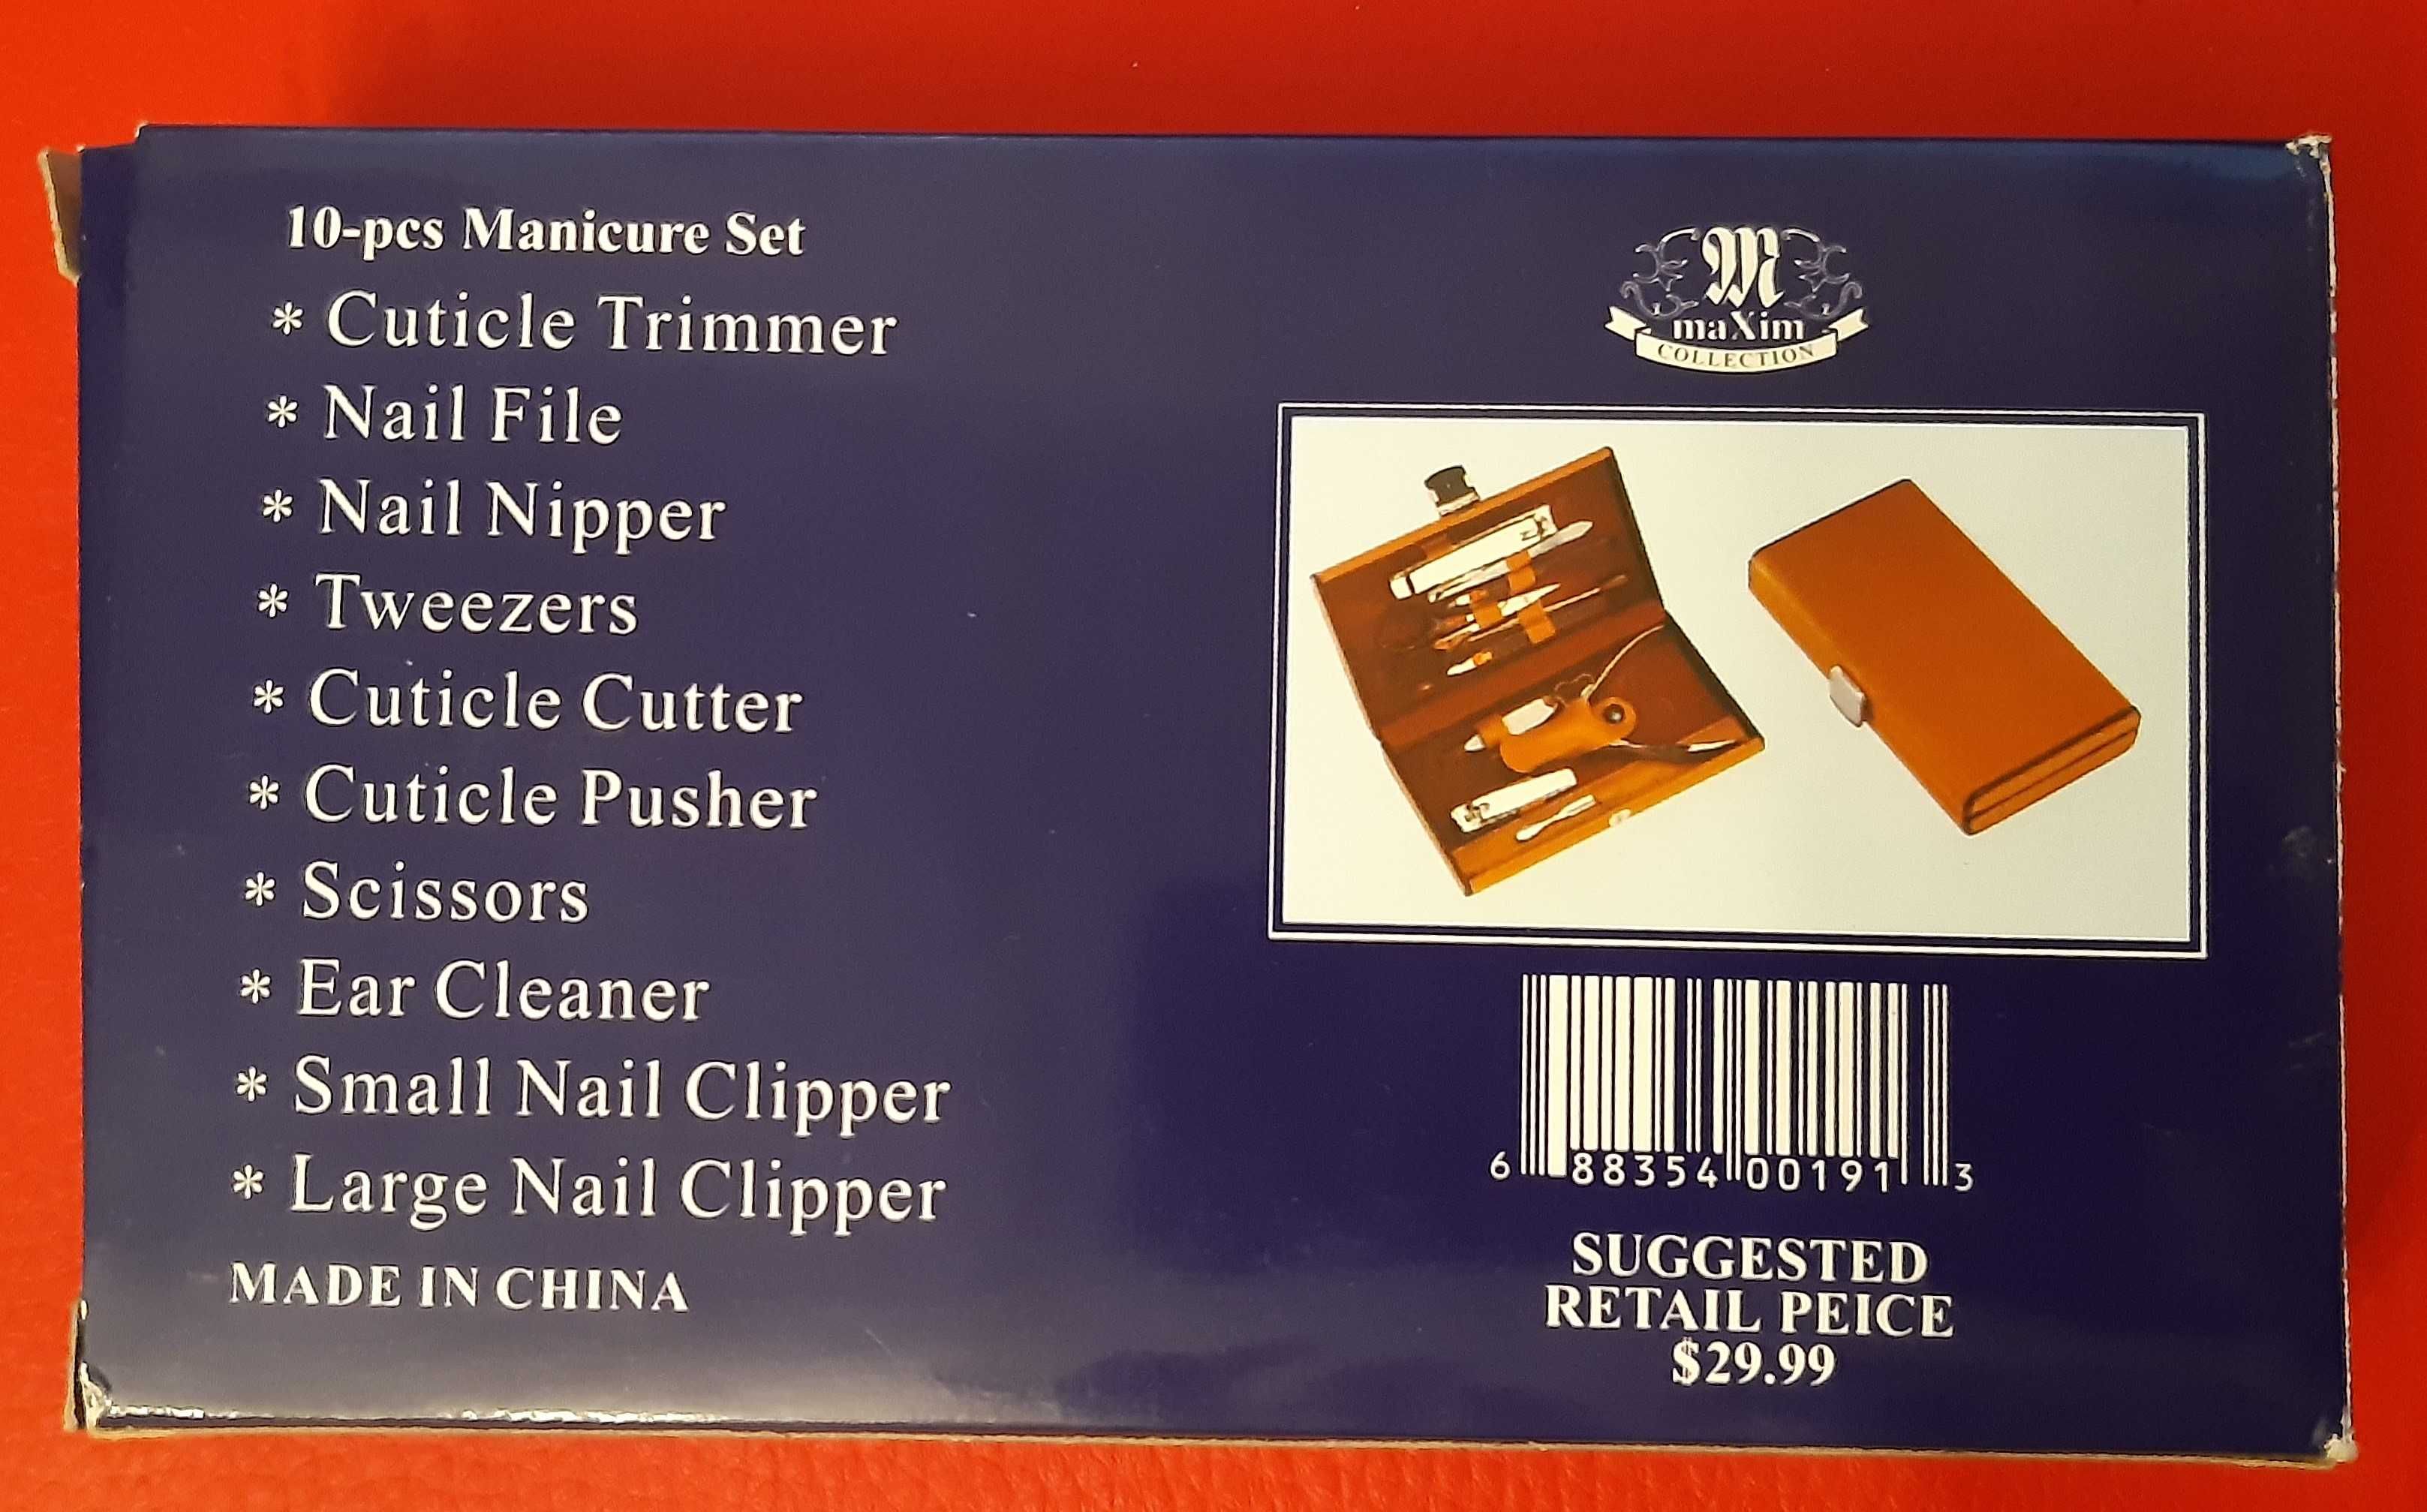 10-pcs Manicure Set
* Cuticle Trimmer
* Nail File
* Nail Nipper
* Tweezers
* Cuticle Cutter
* Cuticle Pusher
* Scissors
* Ear Cleaner
* Small Nail Clipper
* Large Nail Clipper
MADE IN CHINA
M
maXim
COLLECTION
6 88354 00191 3
SUGGESTED
RETAIL PEICE
$29.99